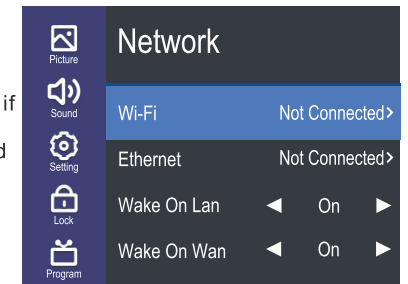 if
d
Picture
Sound
Setting
Lock
Program
Network
Wi-Fi Not Connected>
Ethernet Not Connected>
Wake On Lan ◀ On ▶
Wake On Wan ◀ On ▶